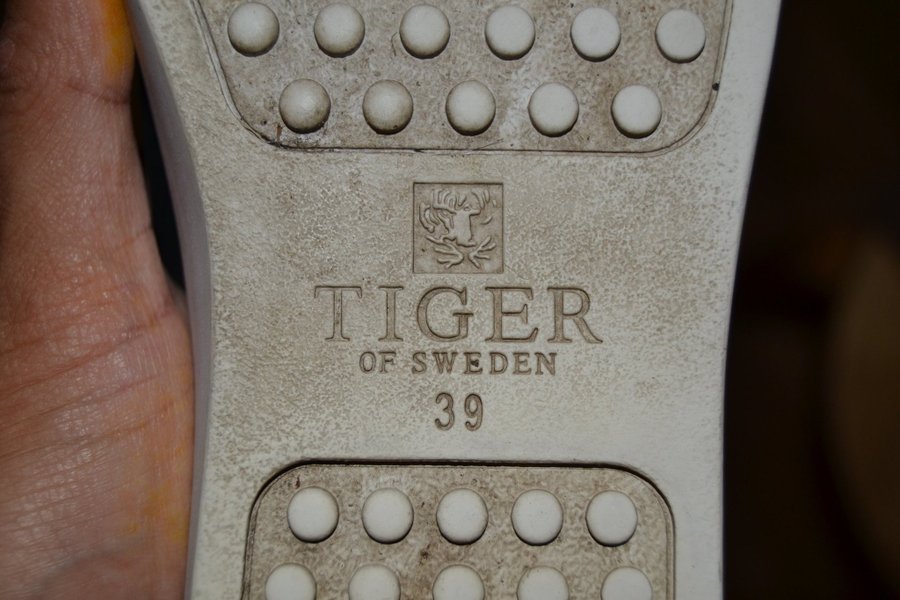 TIGER
OF SWEDEN
39